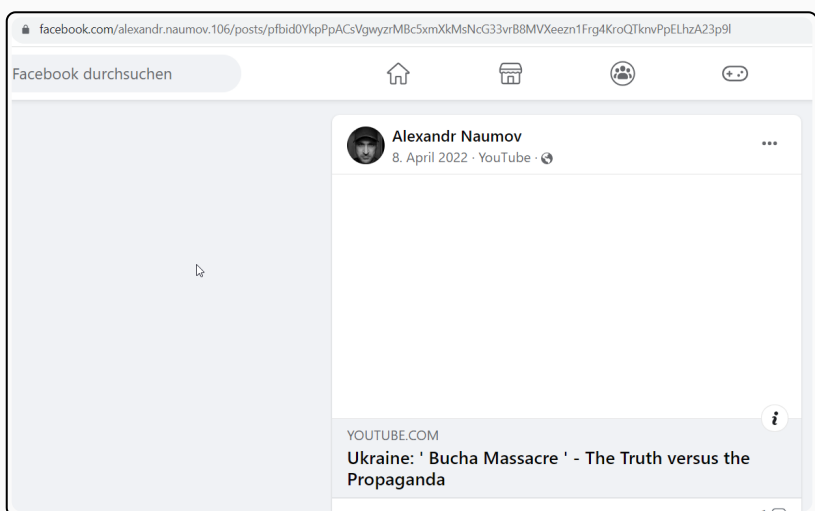 facebook.com/alexandr.naumov.106/posts/pfbid0YkpPpACsVgwyzrMBc5xmXkMsNcG33vrB8MVXeezn1Frg4KroQTknvPpELhzA23p9l
Facebook durchsuchen
Alexandr Naumov
8. April 2022 · YouTube ·
YOUTUBE.COM
Ukraine: ' Bucha Massacre ' - The Truth versus the
Propaganda